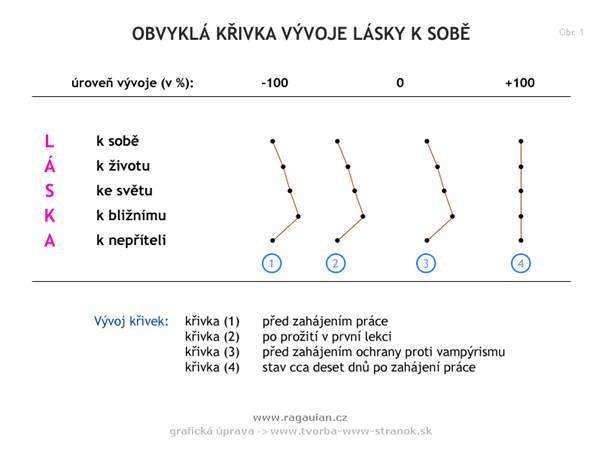 OBVYKLÁ KŘIVKA VÝVOJE LÁSKY K SOBĚ
Obr. 1
úroveň vývoje (v %): -100 0 +100
L k sobě
Á k životu
S ke světu
K k bližnímu
A k nepříteli
1 2 3 4
Vývoj křivek: křivka (1) před zahájením práce
křivka (2) po prožití v první lekci
křivka (3) před zahájením ochrany proti vampýrismu
křivka (4) stav cca deset dnů po zahájení práce
www.ragauian.cz
grafická úprava -> www.tvorba-www-stranok.sk